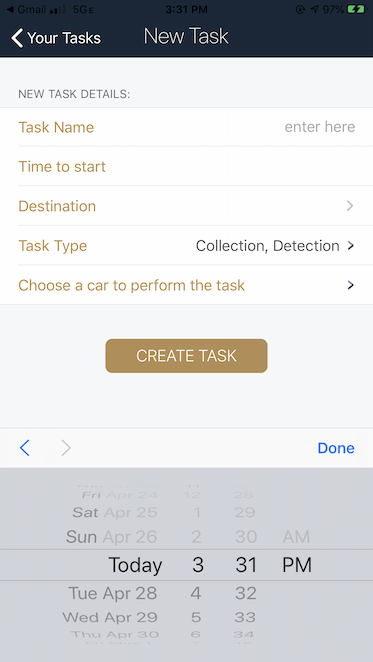 Gmail 5GE 3:31 PM 97%
Your Tasks New Task
NEW TASK DETAILS:
Task Name enter here
Time to start
Destination
Task Type Collection, Detection
Choose a car to perform the task
CREATE TASK
Done
Fri Apr 24 12 28
Sat Apr 25 1 29
Sun Apr 26 2 30 AM
Today 3 31 PM
Tue Apr 28 4 32
Wed Apr 29 5 33
Thu Apr 30 6 34